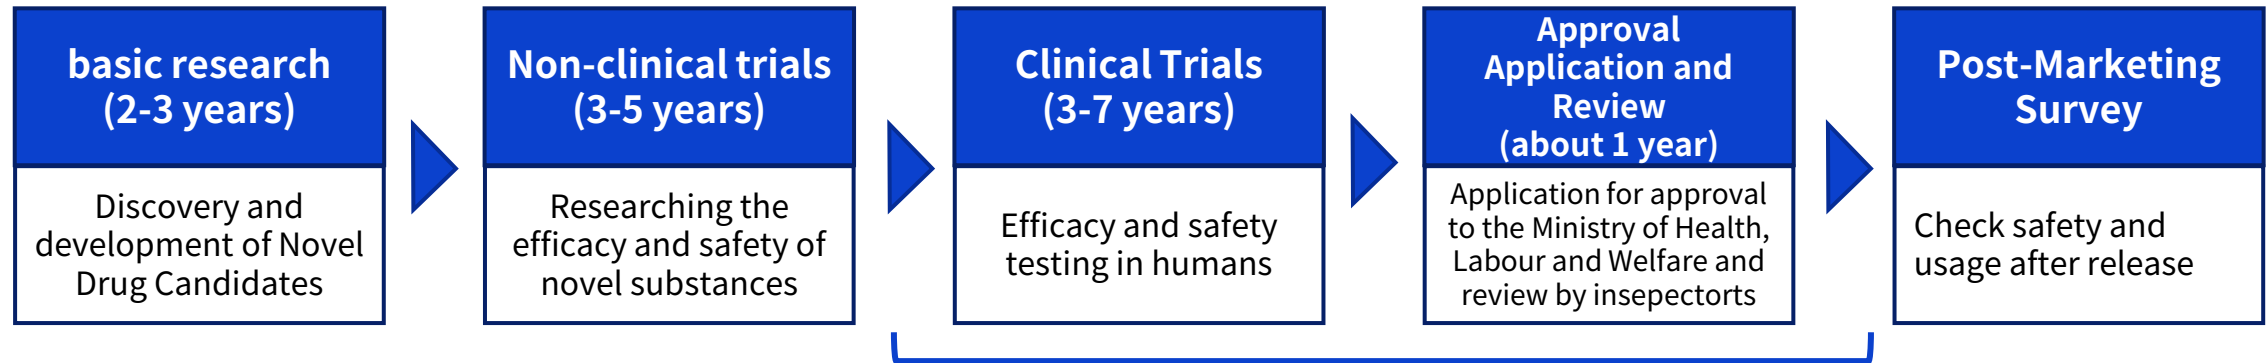 basic research
(2-3 years)
Discovery and
development of Novel
Drug Candidates
Non-clinical trials
(3-5 years)
Researching the
efficacy and safety of
novel substances
Clinical Trials
(3-7 years)
Efficacy and safety
testing in humans
Approval
Application and
Review
(about 1 year)
Application for approval
to the Ministry of Health,
Labour and Welfare and
review by insepectorts
Post-Marketing
Survey
Check safety and
usage after release